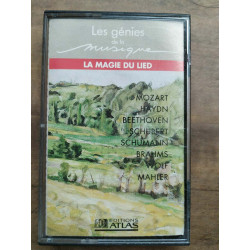 Les génies
de la
musique
LA MAGIE DU LIED
MOZART
HAYDN
BEETHOVEN
SCHUBERT
SCHUMANN
BRAHMS
WOLF
MAHLER
EDITIONS
ATLAS